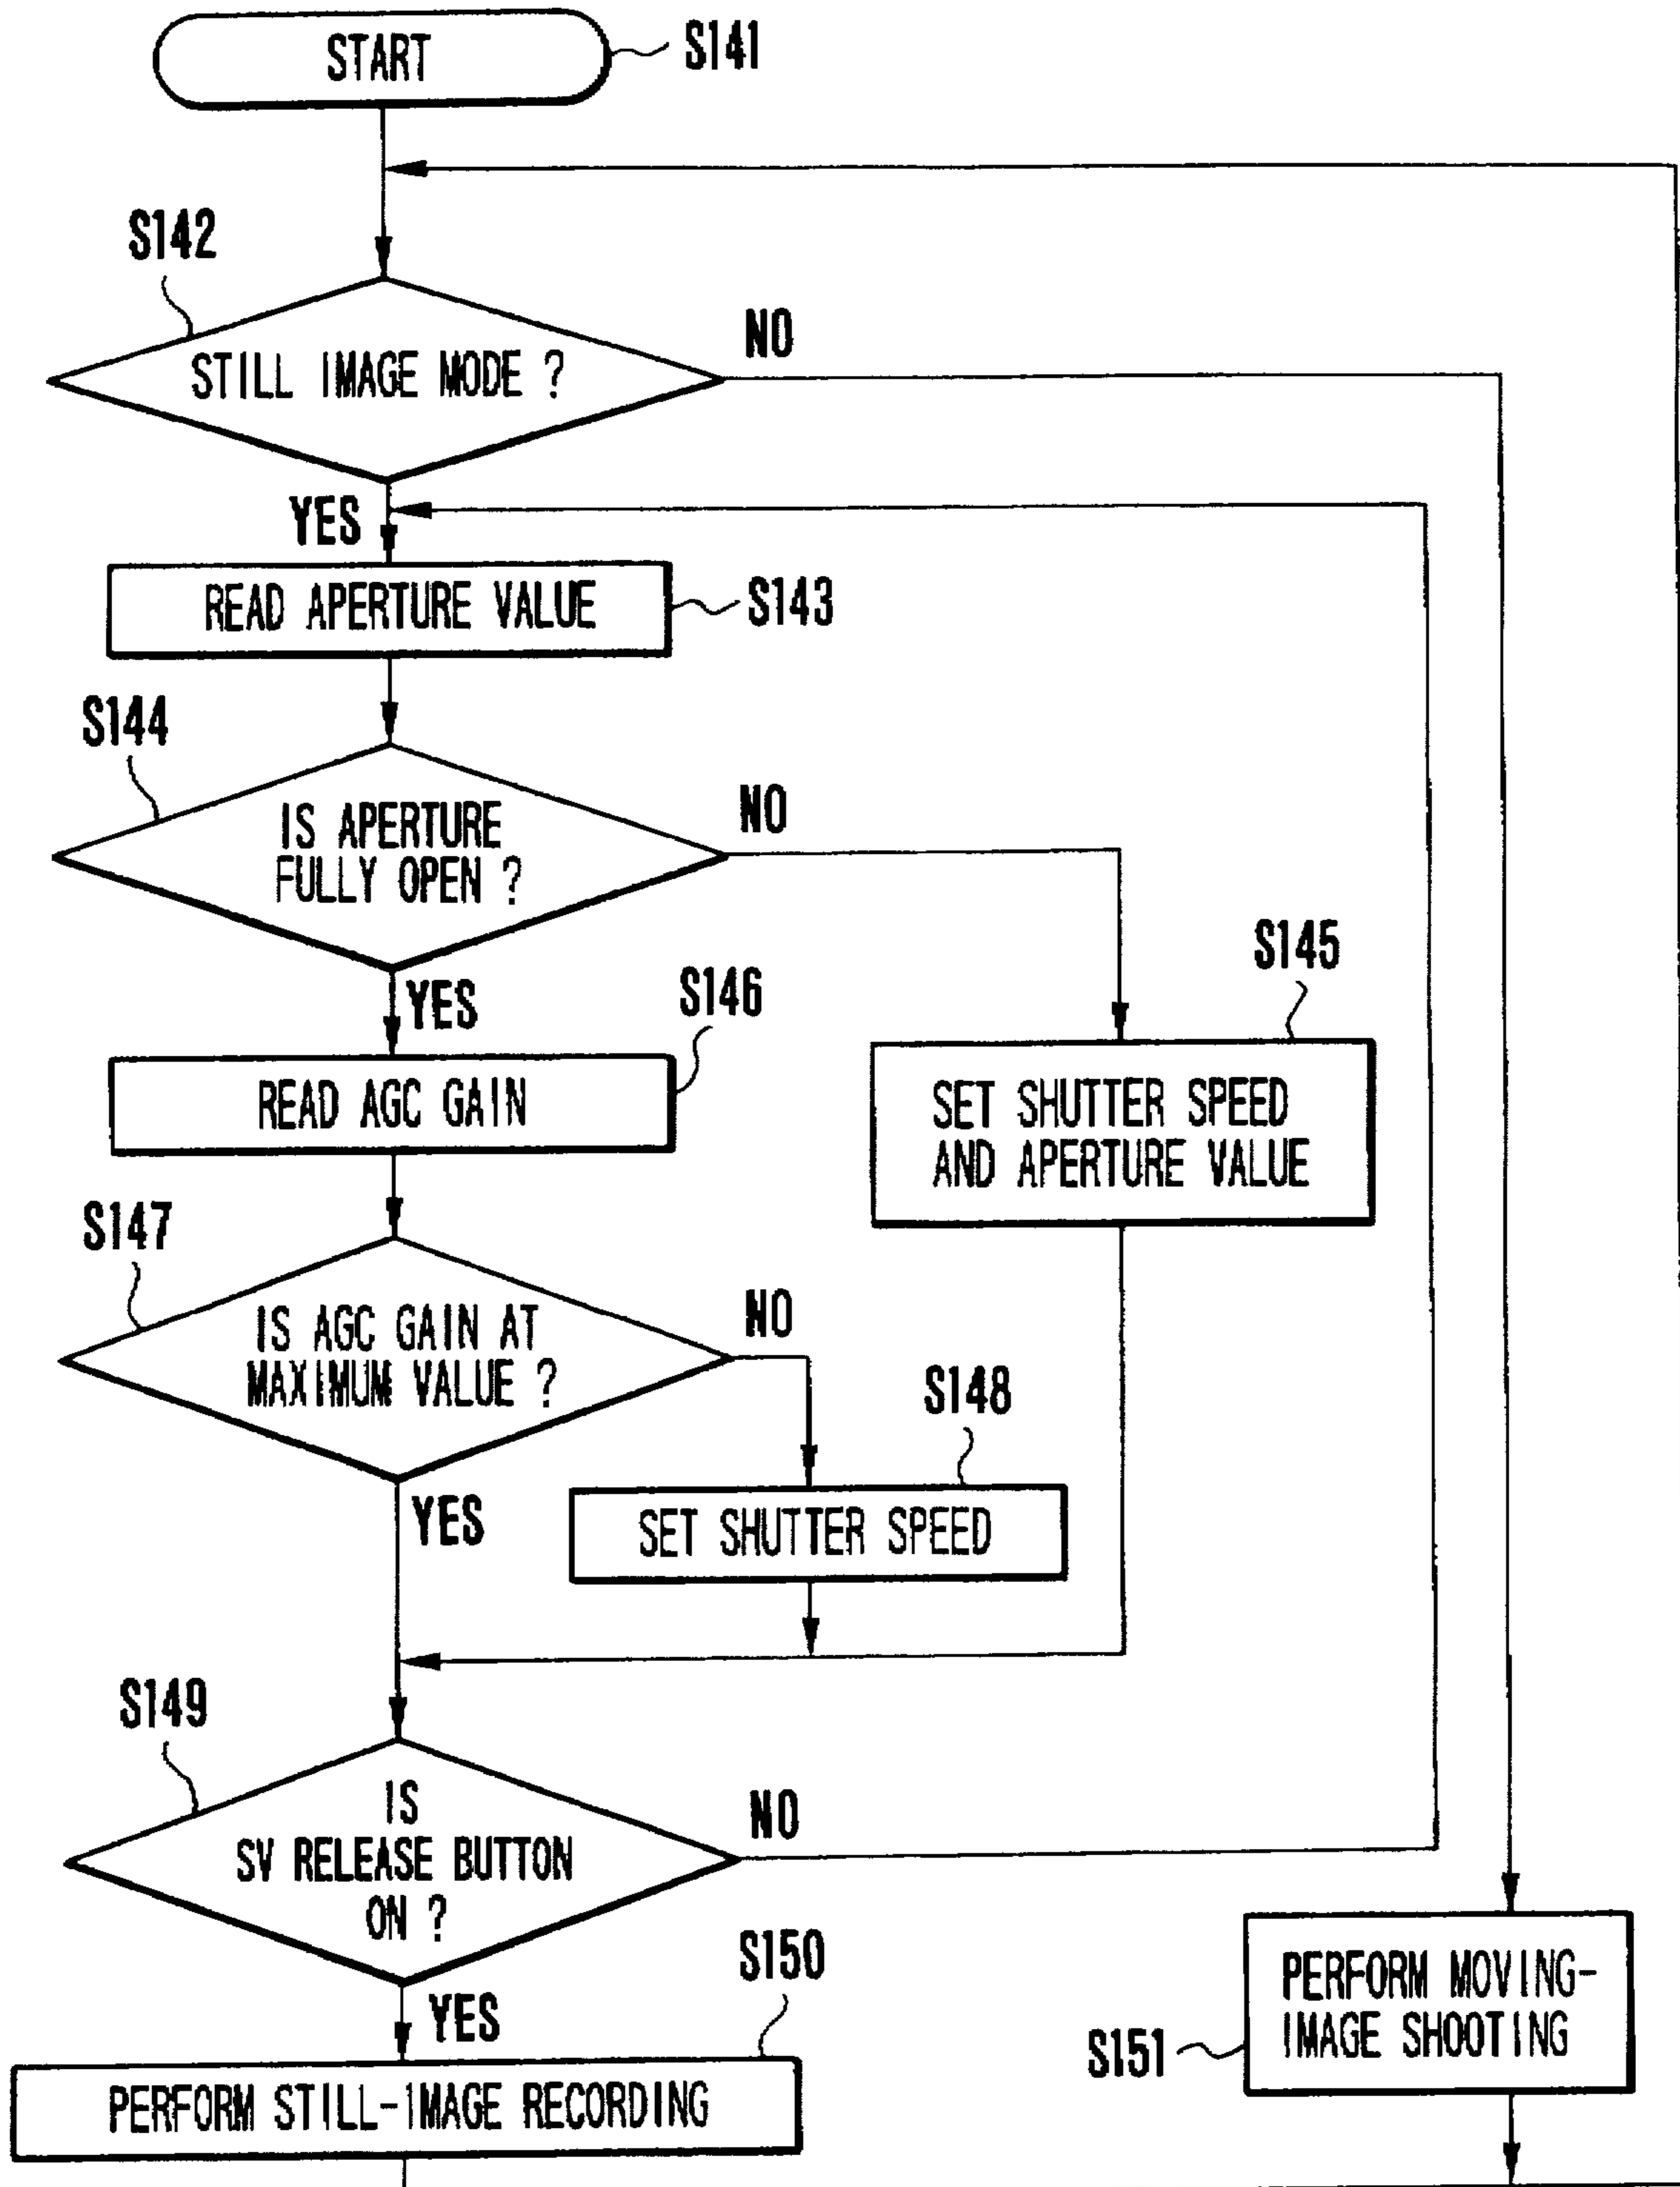 START
S141
S142
STILL IMAGE MODE ?
NO
YES
READ APERTURE VALUE
S143
S144
IS APERTURE
FULLY OPEN ?
NO
YES
S145
S146
READ AGC GAIN
SET SHUTTER SPEED
AND APERTURE VALUE
S147
IS AGC GAIN AT
MAXIMUM VALUE ?
NO
YES
S148
SET SHUTTER SPEED
S149
IS
SV RELEASE BUTTON
ON ?
NO
YES
S150
PERFORM STILL-IMAGE RECORDING
PERFORM MOVING-
IMAGE SHOOTING
S151